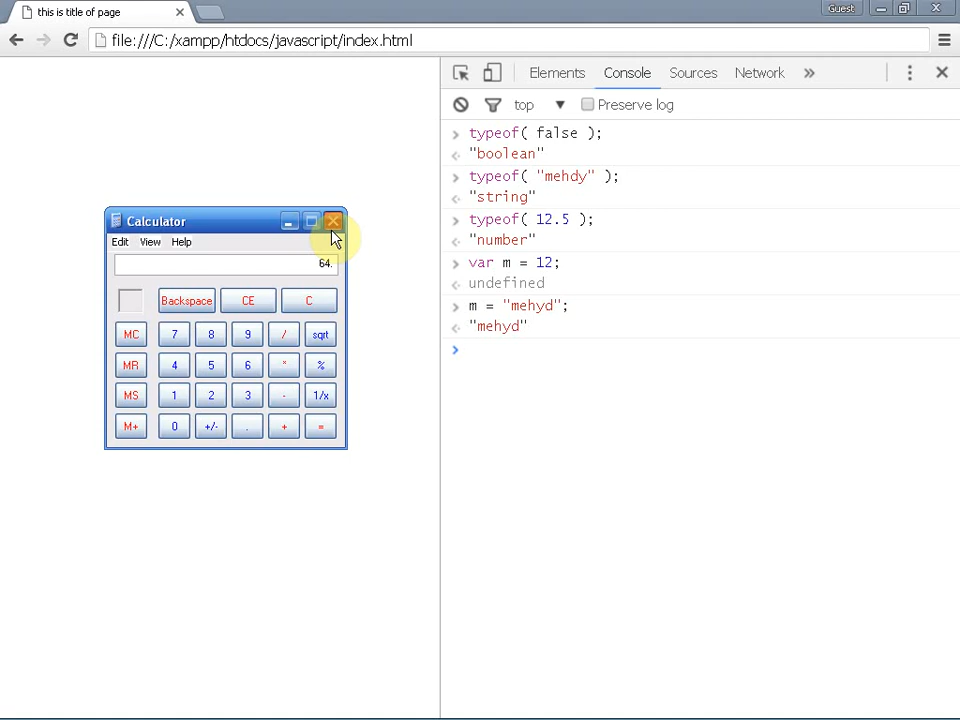 this is title of page
Guest
file:///C:/xampp/htdocs/javascript/index.html
Elements Console Sources Network »
top ▼ Preserve log
typeof( false );
"boolean"
typeof( "mehdy" );
"string"
typeof( 12.5 );
"number"
var m = 12;
undefined
m = "mehyd";
"mehyd"
Calculator
Edit View Help
64.
Backspace CE C
MC 7 8 9 / sqrt
MR 4 5 6 * %
MS 1 2 3 - 1/x
M+ 0 +/- . + =